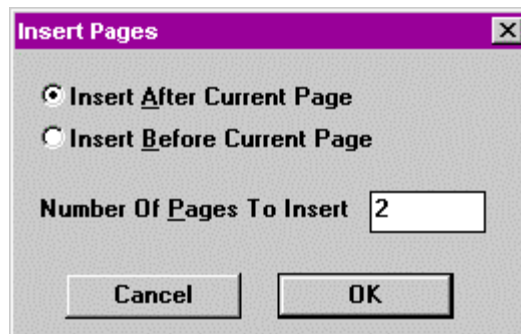 Insert Pages
Insert After Current Page
Insert Before Current Page
Number Of Pages To Insert 2
Cancel OK